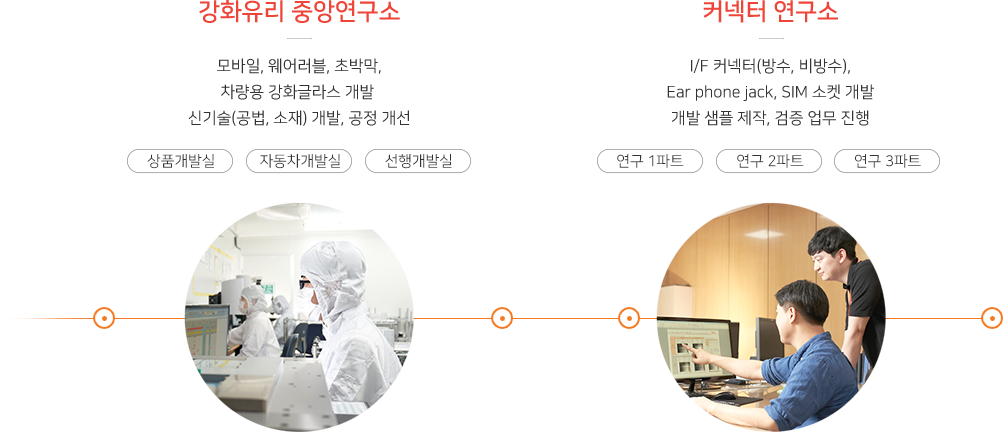 강화유리 중앙연구소
모바일, 웨어러블, 초박막,
차량용 강화글라스 개발
신기술(공법, 소재) 개발, 공정 개선
상품개발실
자동차개발실
선행개발실
커넥터 연구소
I/F 커넥터(방수, 비방수),
Ear phone jack, SIM 소켓 개발
개발 샘플 제작, 검증 업무 진행
연구 1파트
연구 2파트
연구 3파트